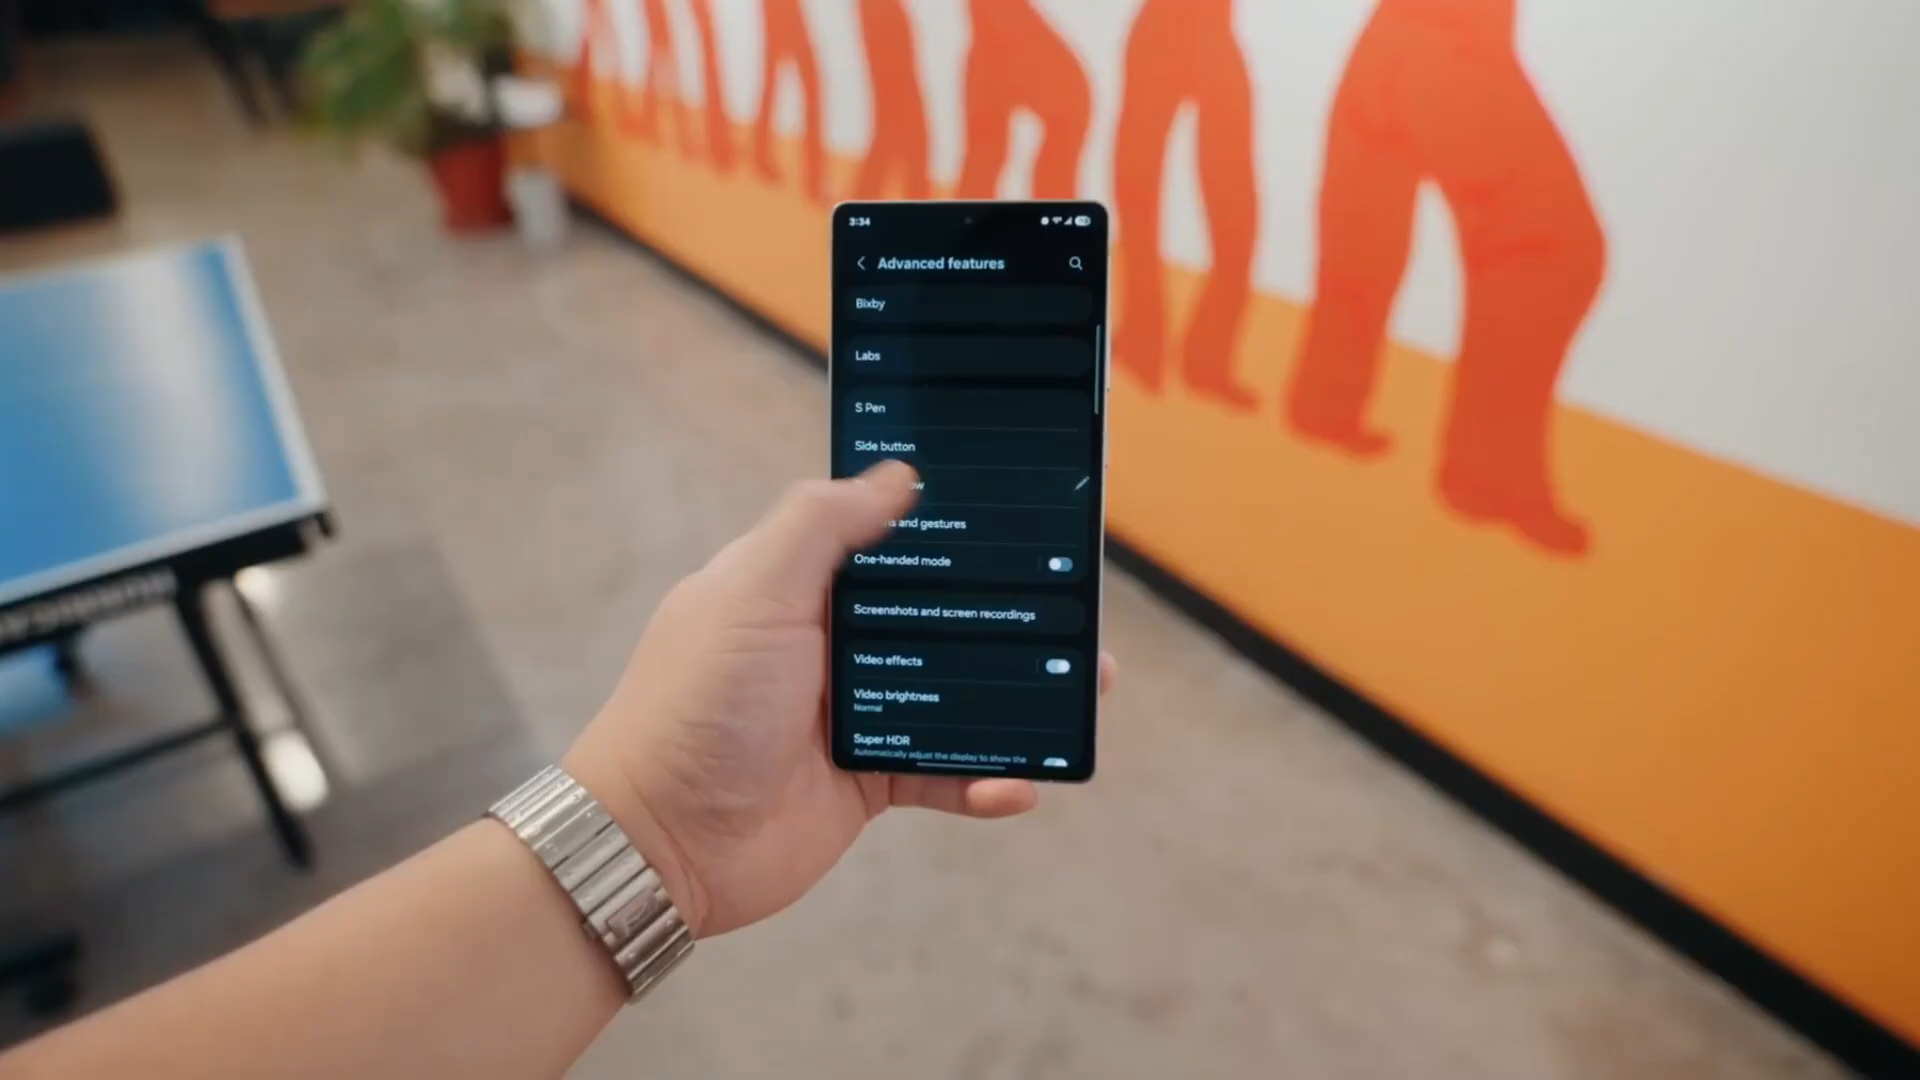 3:34
Advanced features
Bixby
Labs
S Pen
Side button
and gestures
One-handed mode
Screenshots and screen recordings
Video effects
Video brightness
Normal
Super HDR
Automatically adjust the display to show the